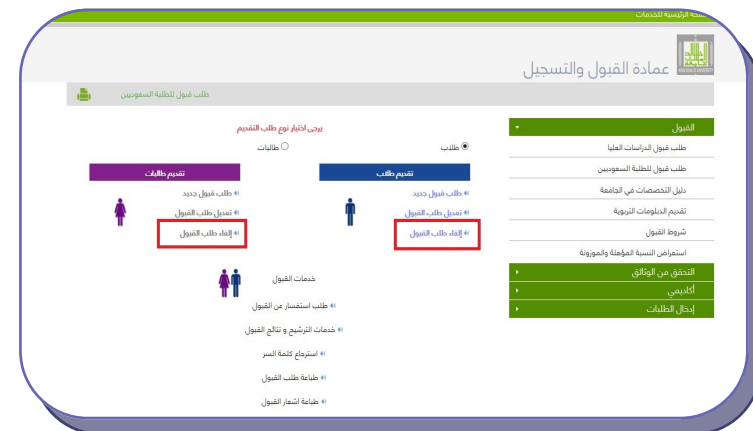 الصفحة الرئيسية للخدمات
عمادة القبول والتسجيل
طلب قبول للطلبة السعوديين
القبول
طلب قبول الدراسات العليا
طلب قبول للطلبة السعوديين
دليل التخصصات في الجامعة
تقديم الدبلومات التربوية
شروط القبول
استعراض النسبة المؤهلة والموزونة
التحقق من الوثائق
أكاديمي
إدخال الطلبات
يرجى اختيار نوع طلب التقديم
طلاب
طالبات
تقديم طلاب
طلب قبول جديد
تعديل طلب القبول
إلغاء طلب القبول
تقديم طالبات
طلب قبول جديد
تعديل طلب القبول
إلغاء طلب القبول
خدمات القبول
طلب استفسار عن القبول
خدمات الترشيح و نتائج القبول
استرجاع كلمة السر
طباعة طلب القبول
طباعة اشعار القبول